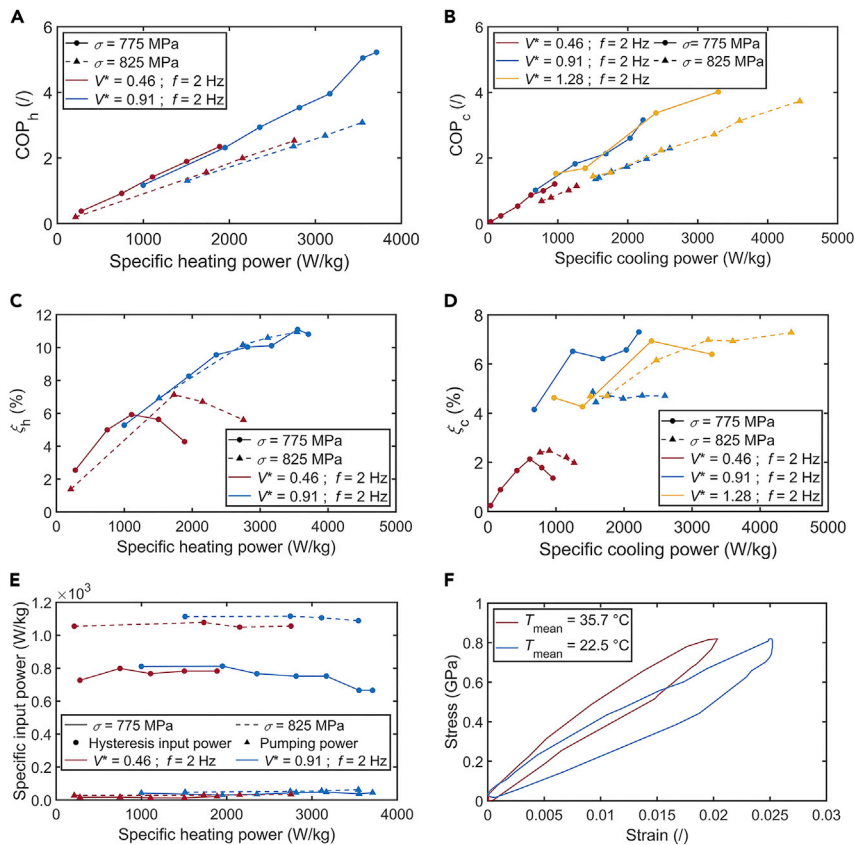 A
COP_h (/)
6
4
2
0
σ = 775 MPa
σ = 825 MPa
V* = 0.46 ; f = 2 Hz
V* = 0.91 ; f = 2 Hz
0 1000 2000 3000 4000
Specific heating power (W/kg)
B
COP_c (/)
6
4
2
0
V* = 0.46 ; f = 2 Hz σ= 775 MPa
V* = 0.91 ; f = 2 Hz σ = 825 MPa
V* = 1.28 ; f = 2 Hz
0 1000 2000 3000 4000 5000
Specific cooling power (W/kg)
C
ξ_h (%)
12
10
8
6
4
2
0
σ = 775 MPa
σ = 825 MPa
V* = 0.46 ; f = 2 Hz
V* = 0.91 ; f = 2 Hz
0 1000 2000 3000 4000 5000
Specific heating power (W/kg)
D
ξ_c (%)
8
6
4
2
0
σ = 775 MPa
σ = 825 MPa
V* = 0.46 ; f = 2 Hz
V* = 0.91 ; f = 2 Hz
V* = 1.28 ; f = 2 Hz
0 1000 2000 3000 4000 5000
Specific cooling power (W/kg)
E
×10³
Specific input power (W/kg)
1.2
1.0
0.8
0.6
0.4
0.2
0.0
σ = 775 MPa σ = 825 MPa
Hysteresis input power Pumping power
V* = 0.46 ; f = 2 Hz V* = 0.91 ; f = 2 Hz
0 1000 2000 3000 4000
Specific heating power (W/kg)
F
Stress (GPa)
1
0.8
0.6
0.4
0.2
0
T_mean = 35.7 °C
T_mean = 22.5 °C
0 0.005 0.01 0.015 0.02 0.025 0.03
Strain (/)